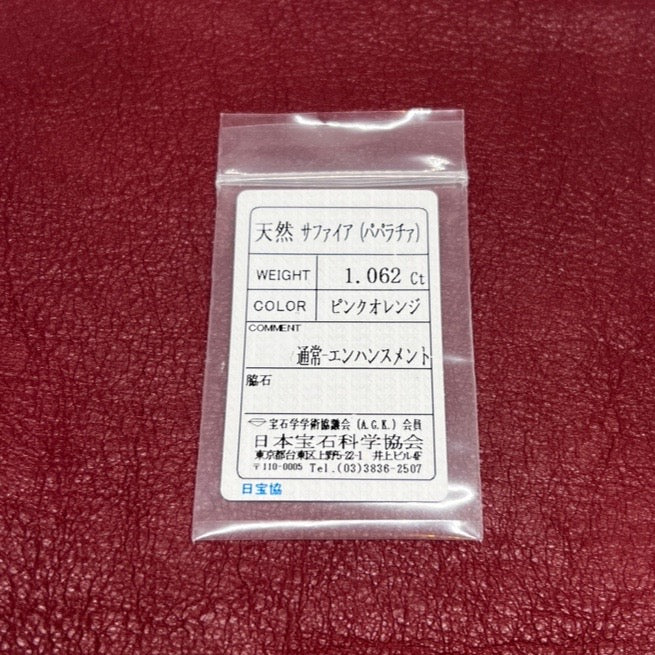 天然 サファイア (パパラチァ)
WEIGHT 1.062 Ct
COLOR ピンクオレンジ
COMMENT
通常-エンハンスメント
脇石
宝石学学術協議会 (A.G.K.) 会員
日本宝石科学協会
東京都台東区上野5-22-1 井上ビル4F
〒110-0005 Tel.(03)3836-2507
日宝協